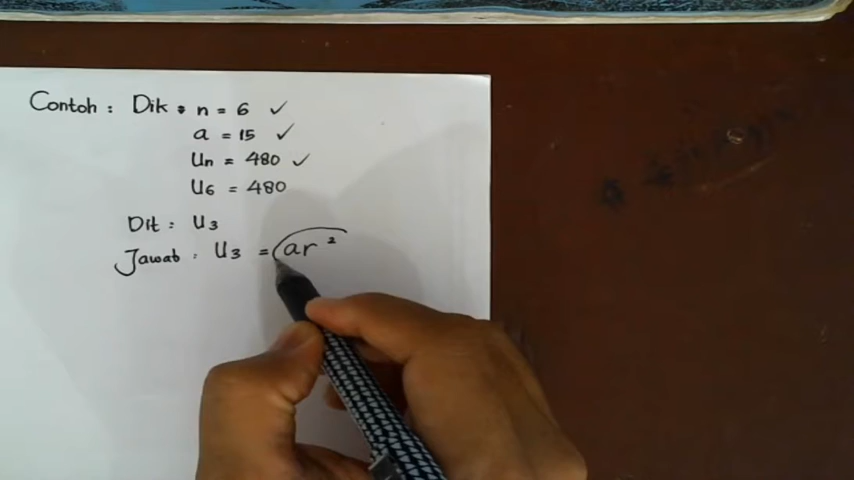 Contoh : Dik : n = 6 ✓
a = 15 ✓
Un = 480 ✓
U6 = 480
Dit : U3
Jawab : U3 = ar²